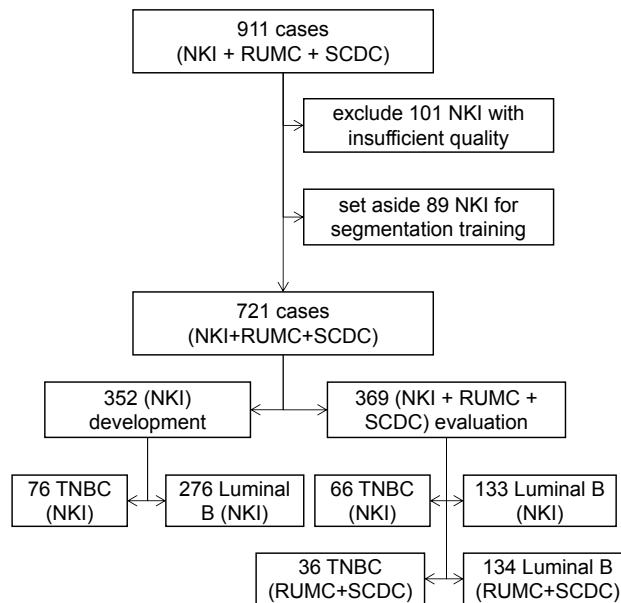 911 cases
(NKI + RUMC + SCDC)
exclude 101 NKI with
insufficient quality
set aside 89 NKI for
segmentation training
721 cases
(NKI+RUMC+SCDC)
352 (NKI)
development
369 (NKI + RUMC +
SCDC) evaluation
76 TNBC
(NKI)
276 Luminal
B (NKI)
66 TNBC
(NKI)
133 Luminal B
(NKI)
36 TNBC
(RUMC+SCDC)
134 Luminal B
(RUMC+SCDC)